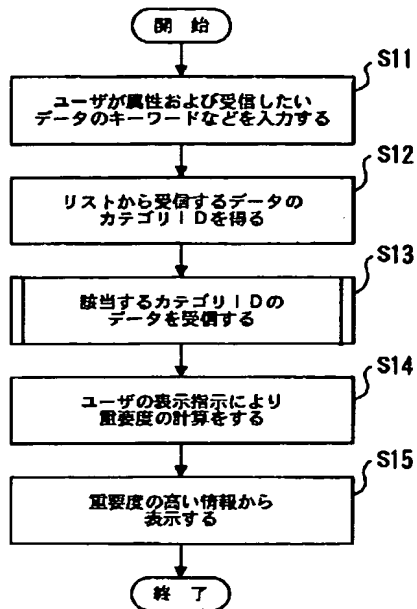 開 始
S11
ユーザが属性および受信したい
データのキーワードなどを入力する
S12
リストから受信するデータの
カテゴリIDを得る
S13
該当するカテゴリIDの
データを受信する
S14
ユーザの表示指示により
重要度の計算をする
S15
重要度の高い情報から
表示する
終 了